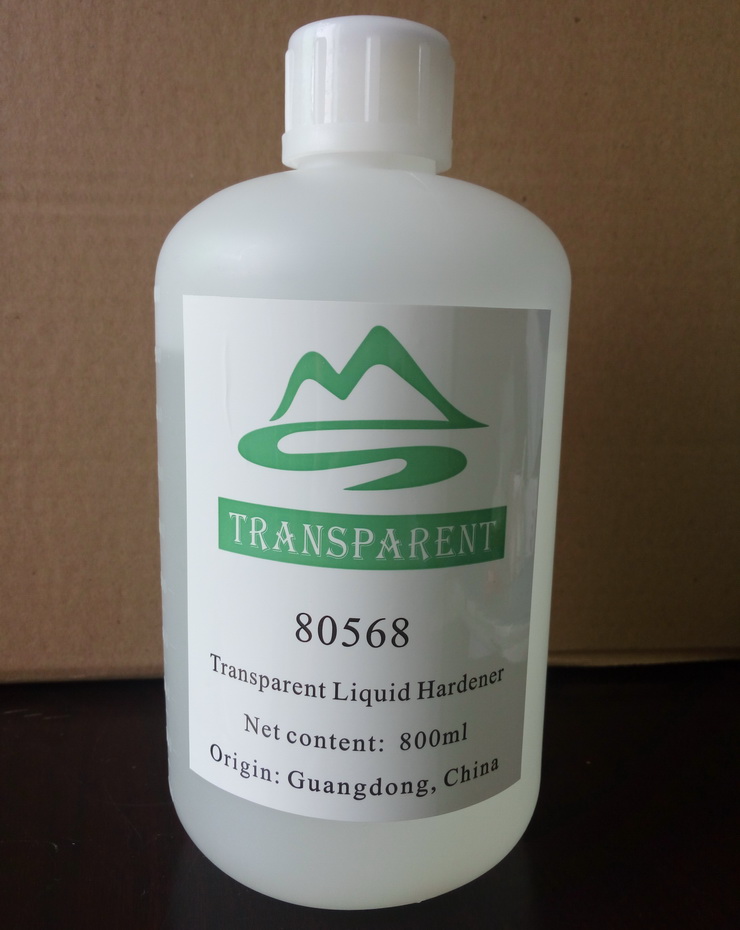 TRANSPARENT
80568
Transparent Liquid Hardener
Net content: 800ml
Origin: Guangdong, China